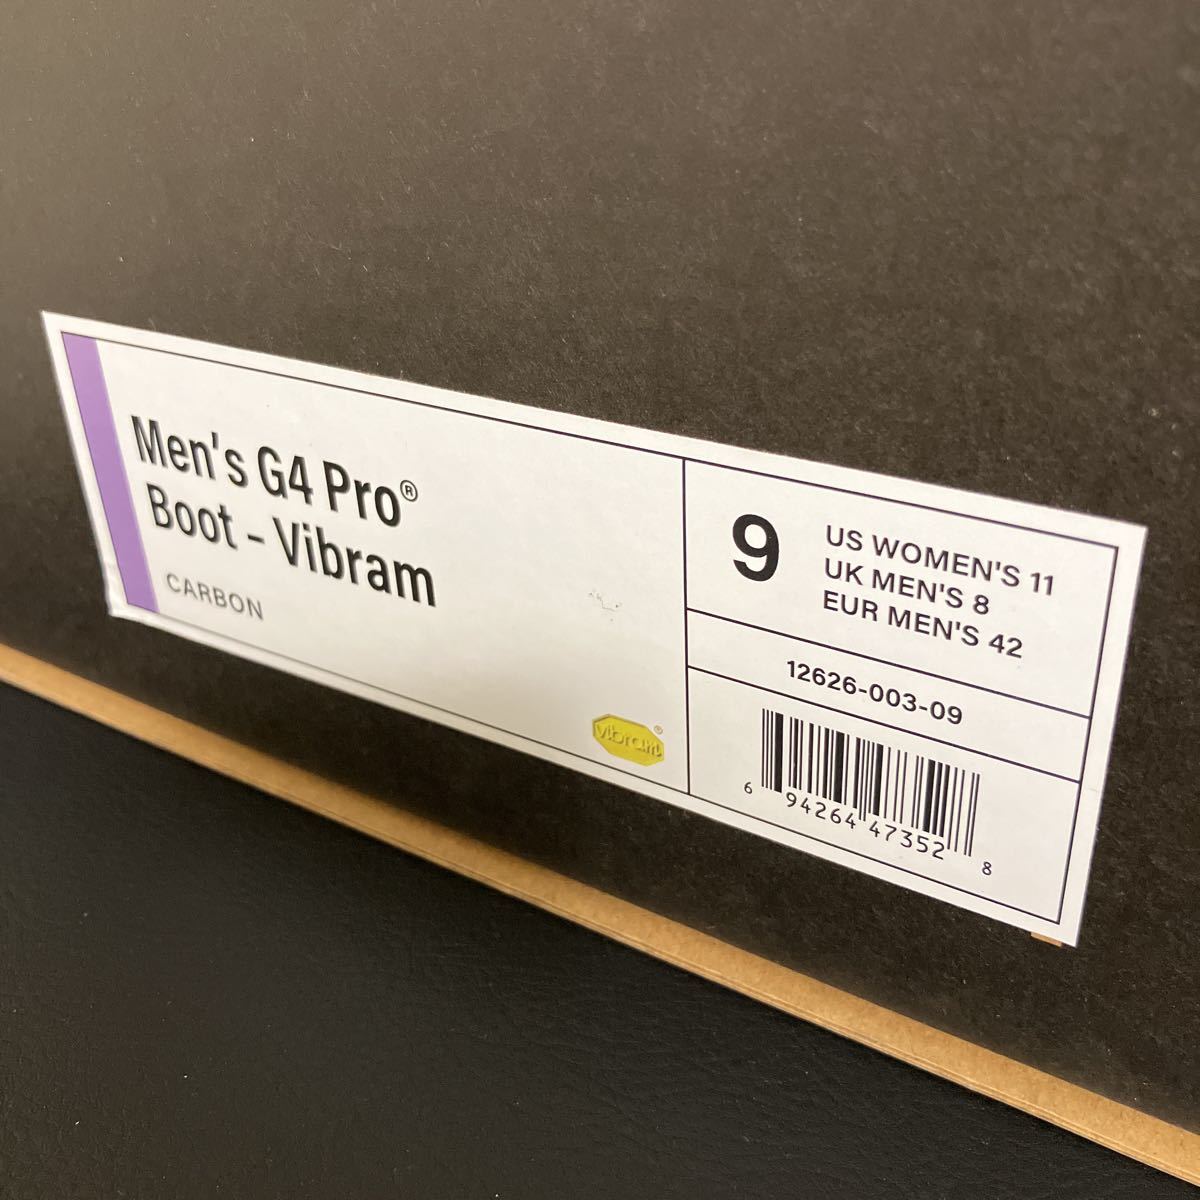 Men's G4 Pro®
Boot - Vibram
CARBON
vibram®
9
US WOMEN'S 11
UK MEN'S 8
EUR MEN'S 42
12626-003-09
6 94264 47352 8